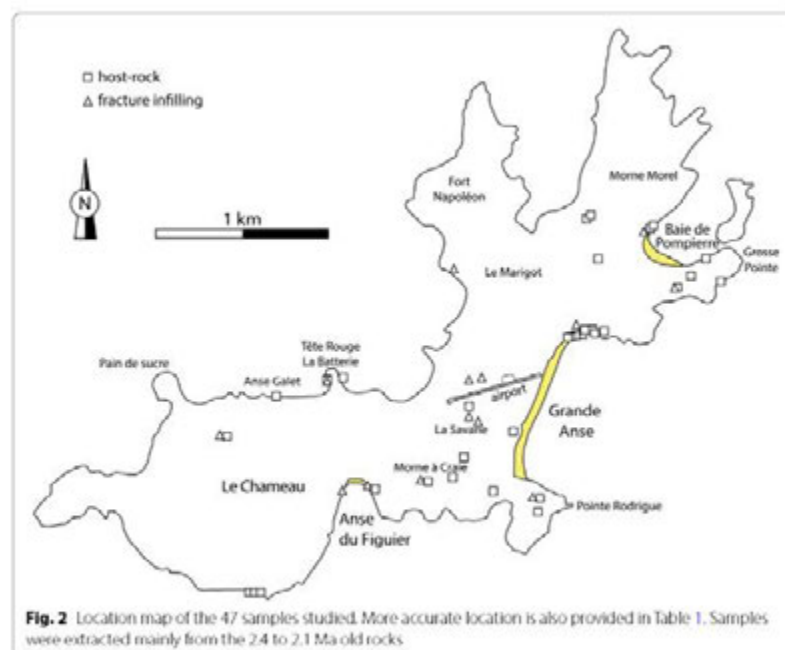 host-rock
fracture infilling
N
1 km
Fort
Napoléon
Morne Morel
Baie de
Pompierre
Grosse
Pointe
Le Marigot
Tête Rouge
La Batterie
Pain de sucre
Anse Galet
airport
Grande
Anse
La Savane
Morne à Craie
Le Chameau
Anse
du Figuier
Pointe Rodrigue
Fig. 2 Location map of the 47 samples studied. More accurate location is also provided in Table 1. Samples
were extracted mainly from the 2.4 to 2.1 Ma old rocks